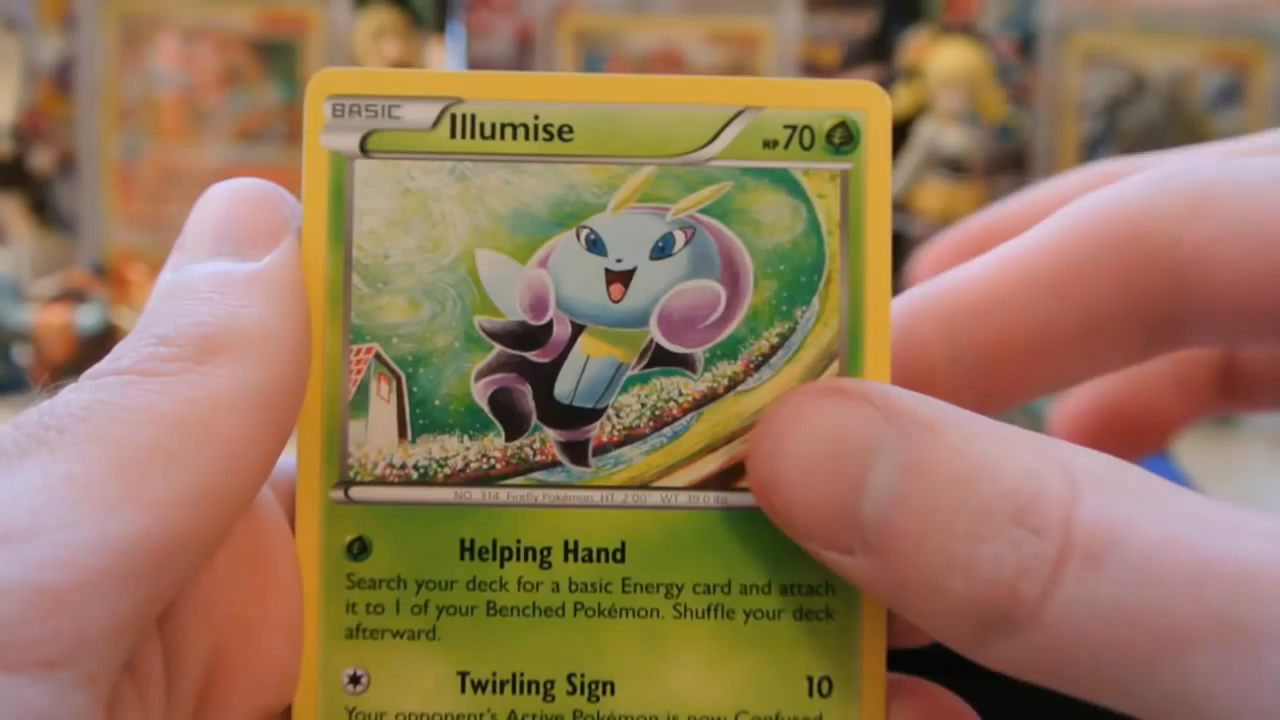 BASIC Illumise HP 70
NO. 314 Firefly Pokémon HT 2'00" WT 39.0 lbs
Helping Hand
Search your deck for a basic Energy card and attach
it to 1 of your Benched Pokémon. Shuffle your deck
afterward.
Twirling Sign 10
Your opponent's Active Pokémon is now Confused.